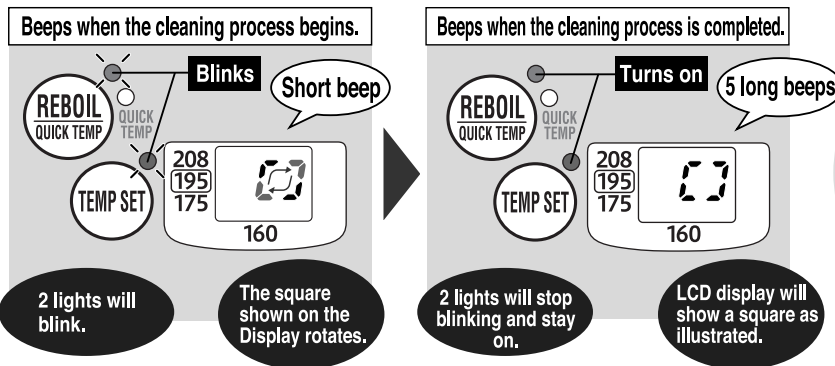 Beeps when the cleaning process begins.
Blinks
Short beep
REBOIL
QUICK TEMP
QUICK
TEMP
TEMP SET
208
195
175
160
2 lights will
blink.
The square
shown on the
Display rotates.
Beeps when the cleaning process is completed.
Turns on
5 long beeps
REBOIL
QUICK TEMP
QUICK
TEMP
TEMP SET
208
195
175
160
2 lights will stop
blinking and stay
on.
LCD display will
show a square as
illustrated.